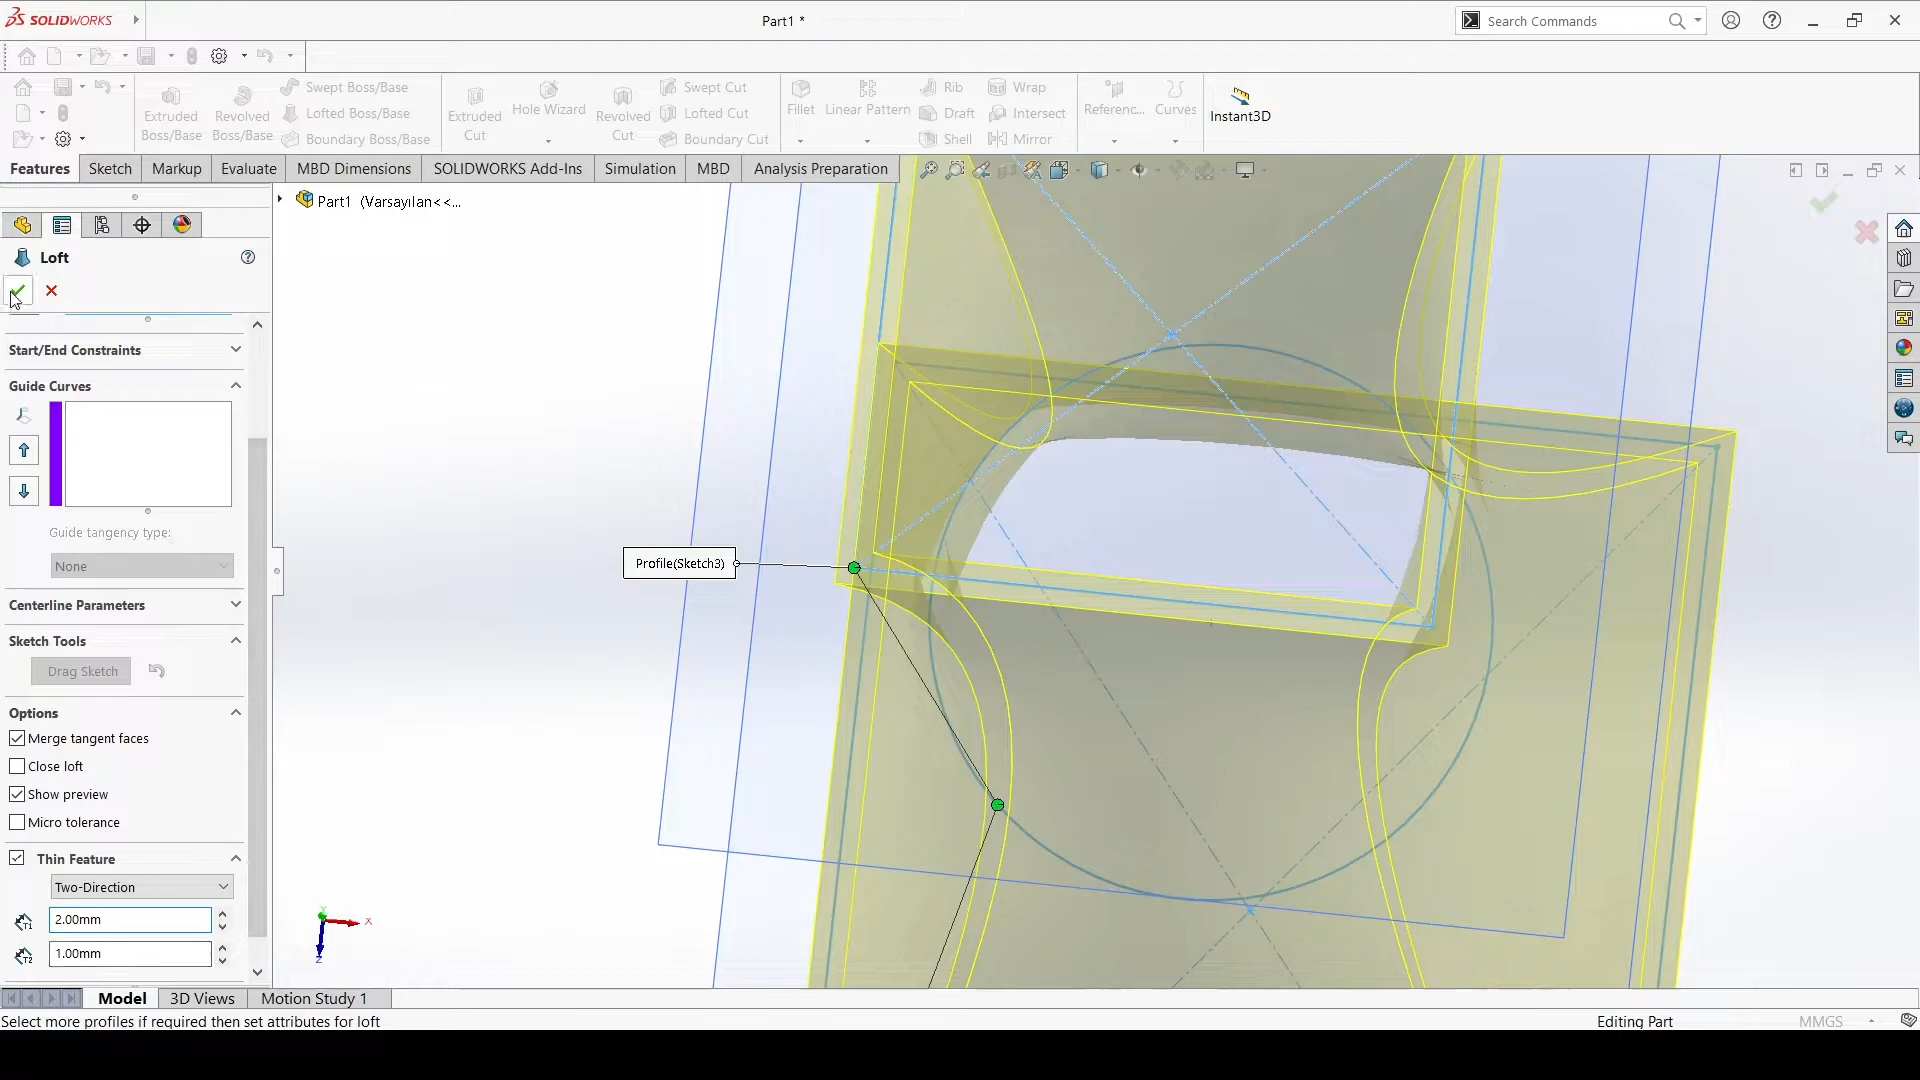 SOLIDWORKS
Part1 *
Search Commands
Extruded Boss/Base
Revolved Boss/Base
Swept Boss/Base
Lofted Boss/Base
Boundary Boss/Base
Extruded Cut
Hole Wizard
Revolved Cut
Swept Cut
Lofted Cut
Boundary Cut
Fillet
Linear Pattern
Rib
Draft
Shell
Wrap
Intersect
Mirror
Referenc...
Curves
Instant3D
Features
Sketch
Markup
Evaluate
MBD Dimensions
SOLIDWORKS Add-Ins
Simulation
MBD
Analysis Preparation
Part1 (Varsayılan<<...
Loft
Start/End Constraints
Guide Curves
Guide tangency type:
None
Centerline Parameters
Sketch Tools
Drag Sketch
Options
Merge tangent faces
Close loft
Show preview
Micro tolerance
Thin Feature
Two-Direction
T1
2.00mm
T2
1.00mm
Profile(Sketch3)
Y
X
Z
Model
3D Views
Motion Study 1
Select more profiles if required then set attributes for loft
Editing Part
MMGS